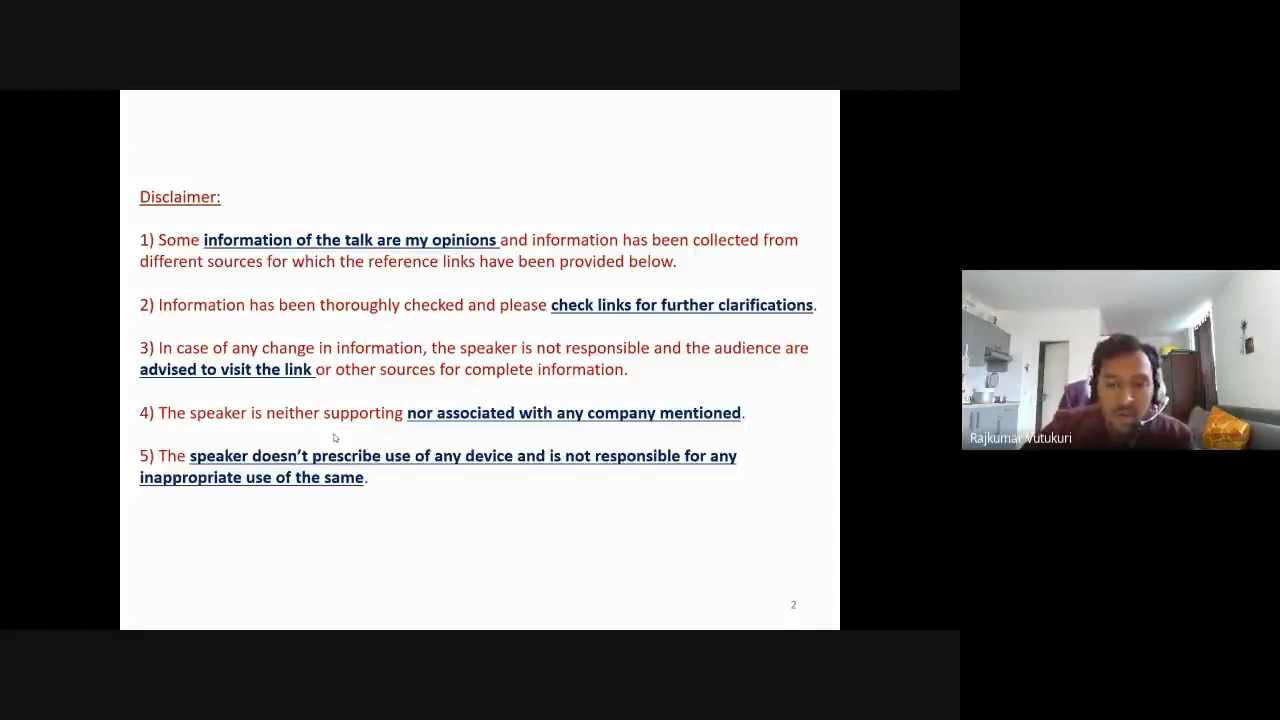 Disclaimer:
1) Some information of the talk are my opinions and information has been collected from
different sources for which the reference links have been provided below.
2) Information has been thoroughly checked and please check links for further clarifications.
3) In case of any change in information, the speaker is not responsible and the audience are
advised to visit the link or other sources for complete information.
4) The speaker is neither supporting nor associated with any company mentioned.
5) The speaker doesn’t prescribe use of any device and is not responsible for any
inappropriate use of the same.
2
Rajkumar Vutukuri